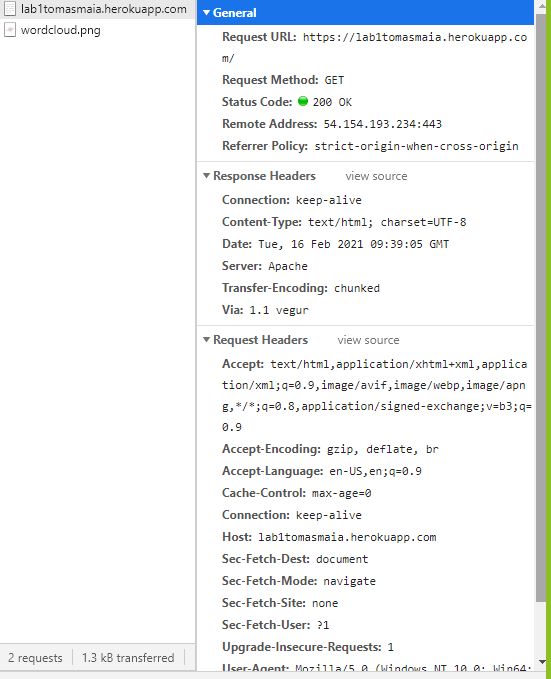 lab1tomasmaia.herokuapp.com
wordcloud.png
2 requests
1.3 kB transferred
General
Request URL: https://lab1tomasmaia.herokuapp.co
m/
Request Method: GET
Status Code: 200 OK
Remote Address: 54.154.193.234:443
Referrer Policy: strict-origin-when-cross-origin
Response Headers view source
Connection: keep-alive
Content-Type: text/html; charset=UTF-8
Date: Tue, 16 Feb 2021 09:39:05 GMT
Server: Apache
Transfer-Encoding: chunked
Via: 1.1 vegur
Request Headers view source
Accept: text/html,application/xhtml+xml,applica
tion/xml;q=0.9,image/avif,image/webp,image/apn
g,*/*;q=0.8,application/signed-exchange;v=b3;q=
0.9
Accept-Encoding: gzip, deflate, br
Accept-Language: en-US,en;q=0.9
Cache-Control: max-age=0
Connection: keep-alive
Host: lab1tomasmaia.herokuapp.com
Sec-Fetch-Dest: document
Sec-Fetch-Mode: navigate
Sec-Fetch-Site: none
Sec-Fetch-User: ?1
Upgrade-Insecure-Requests: 1
User-Agent: Mozilla/5.0 (Windows NT 10.0; Win64;